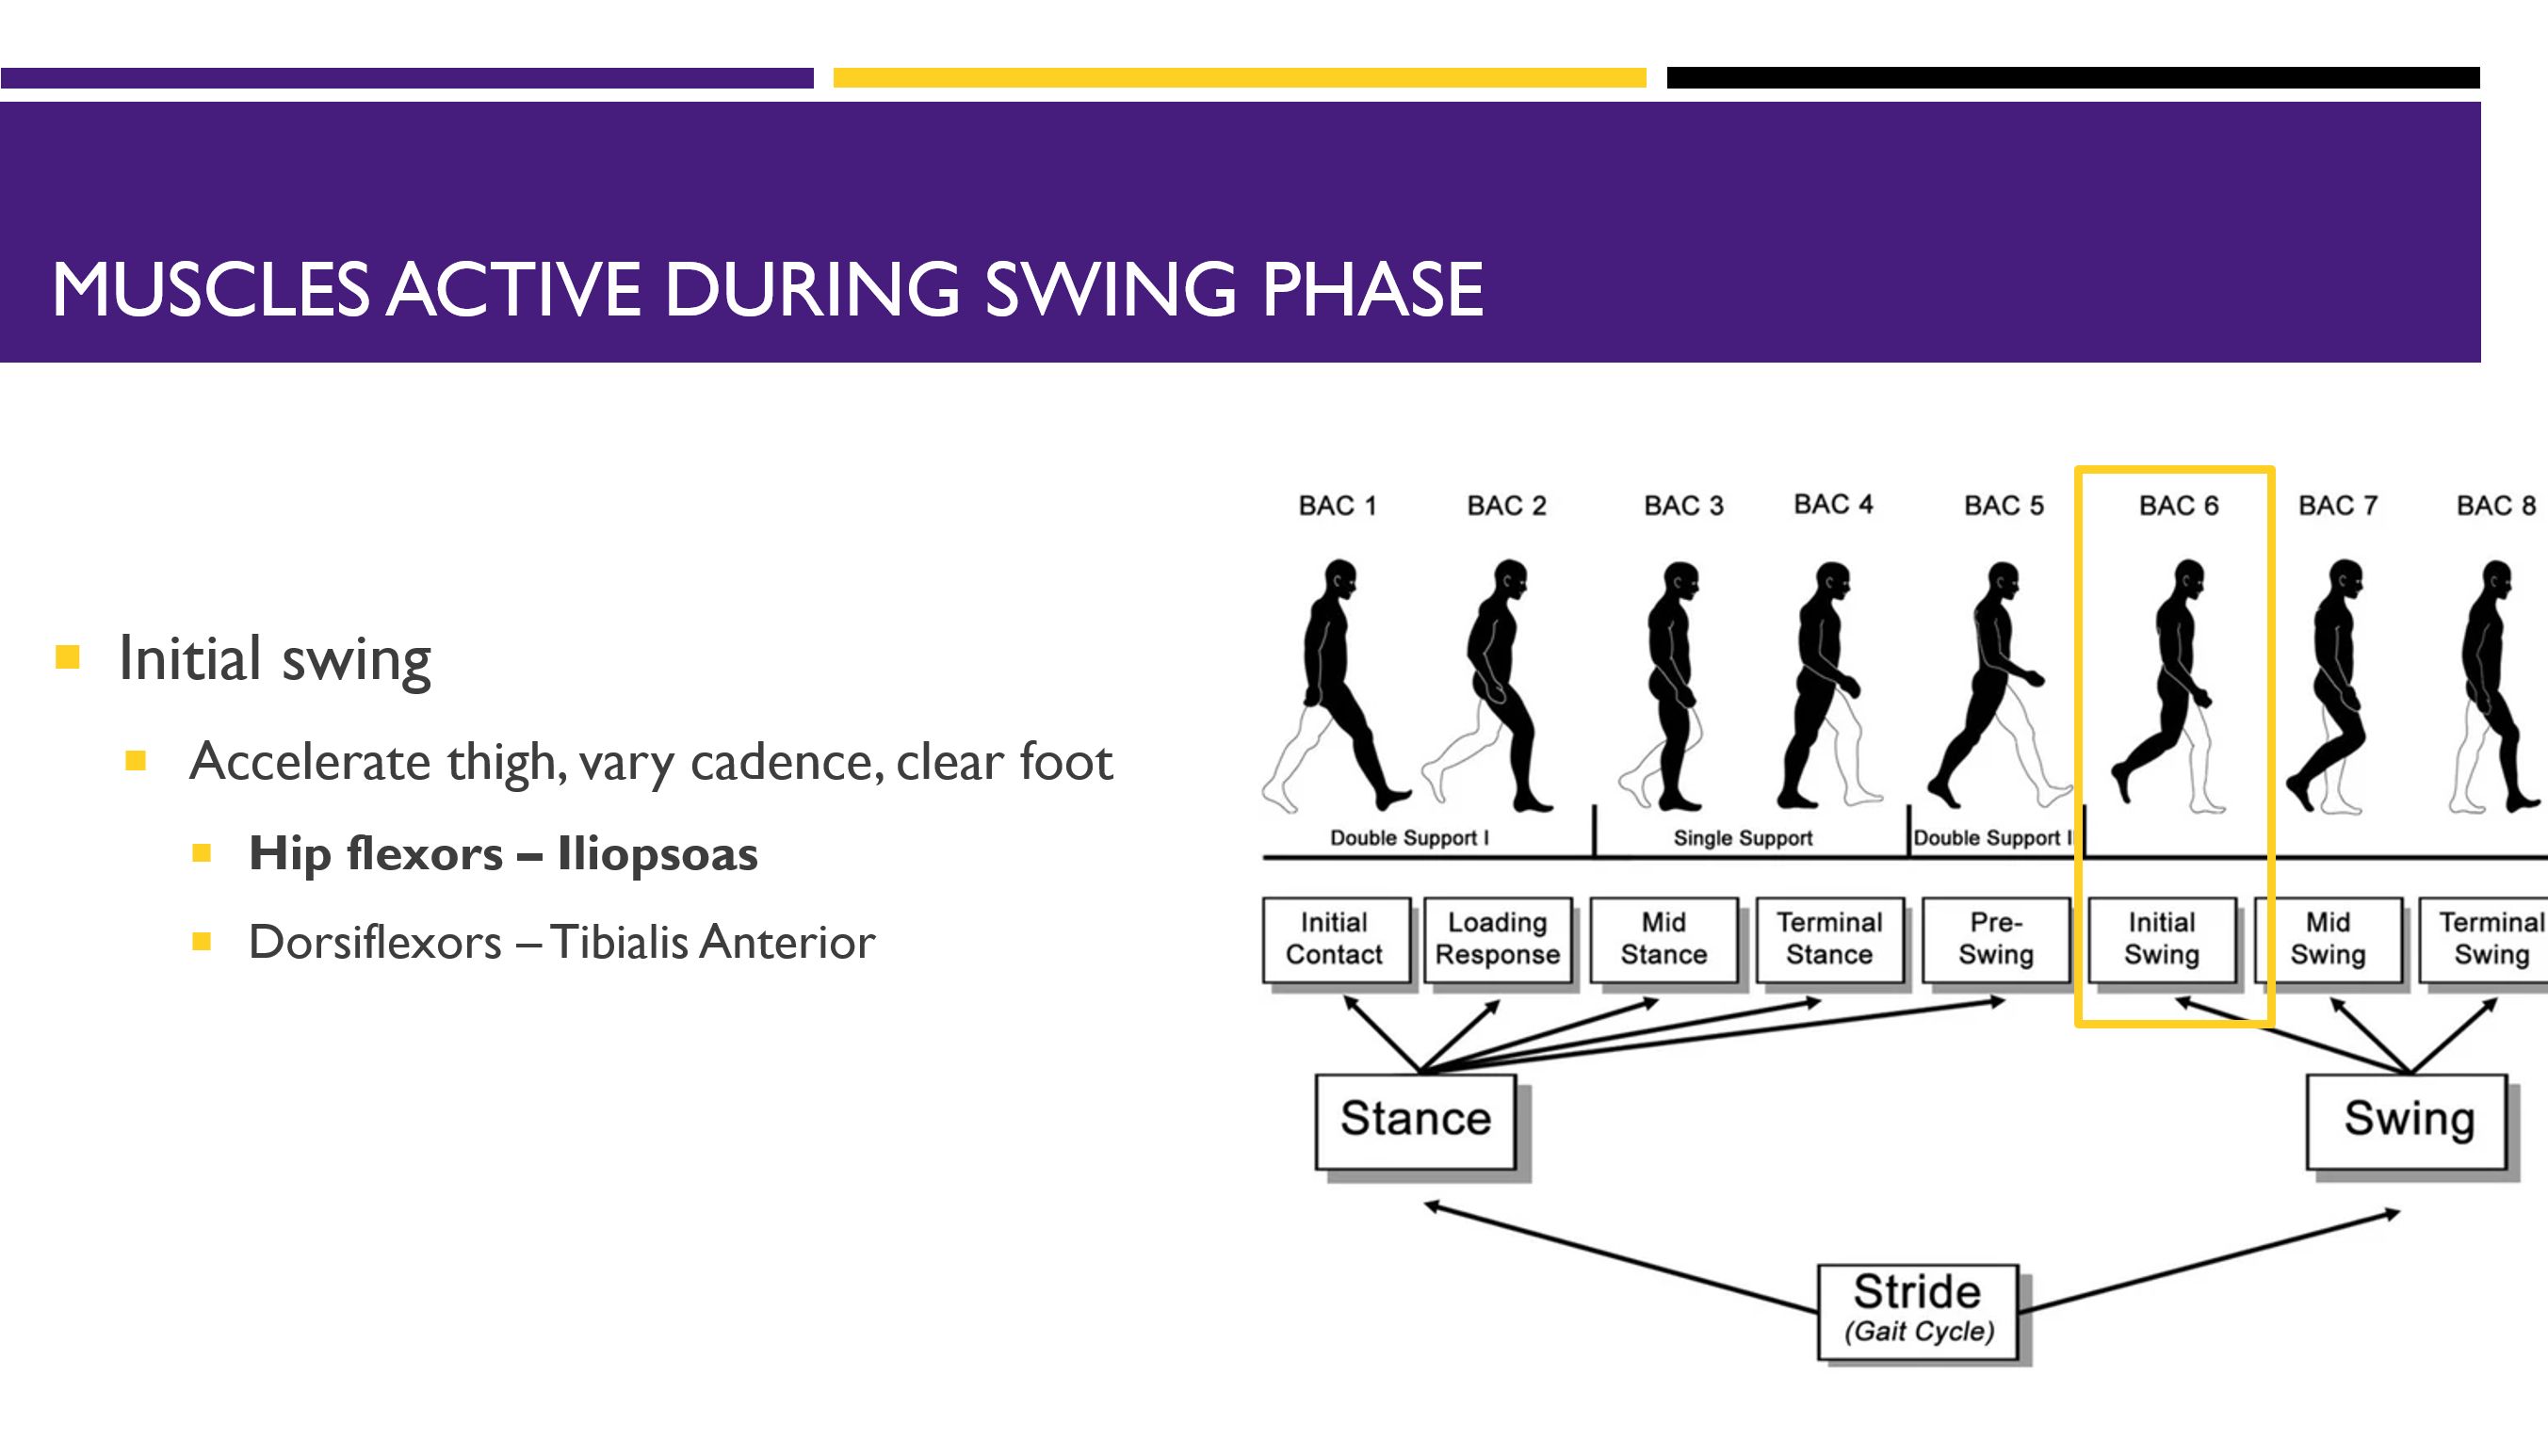 MUSCLES ACTIVE DURING SWING PHASE
Initial swing
Accelerate thigh, vary cadence, clear foot
Hip flexors – Iliopsoas
Dorsiflexors – Tibialis Anterior
BAC 1 BAC 2 BAC 3 BAC 4 BAC 5 BAC 6 BAC 7 BAC 8
Double Support I Single Support Double Support II
Initial Contact
Loading Response
Mid Stance
Terminal Stance
Pre-Swing
Initial Swing
Mid Swing
Terminal Swing
Stance
Swing
Stride
(Gait Cycle)